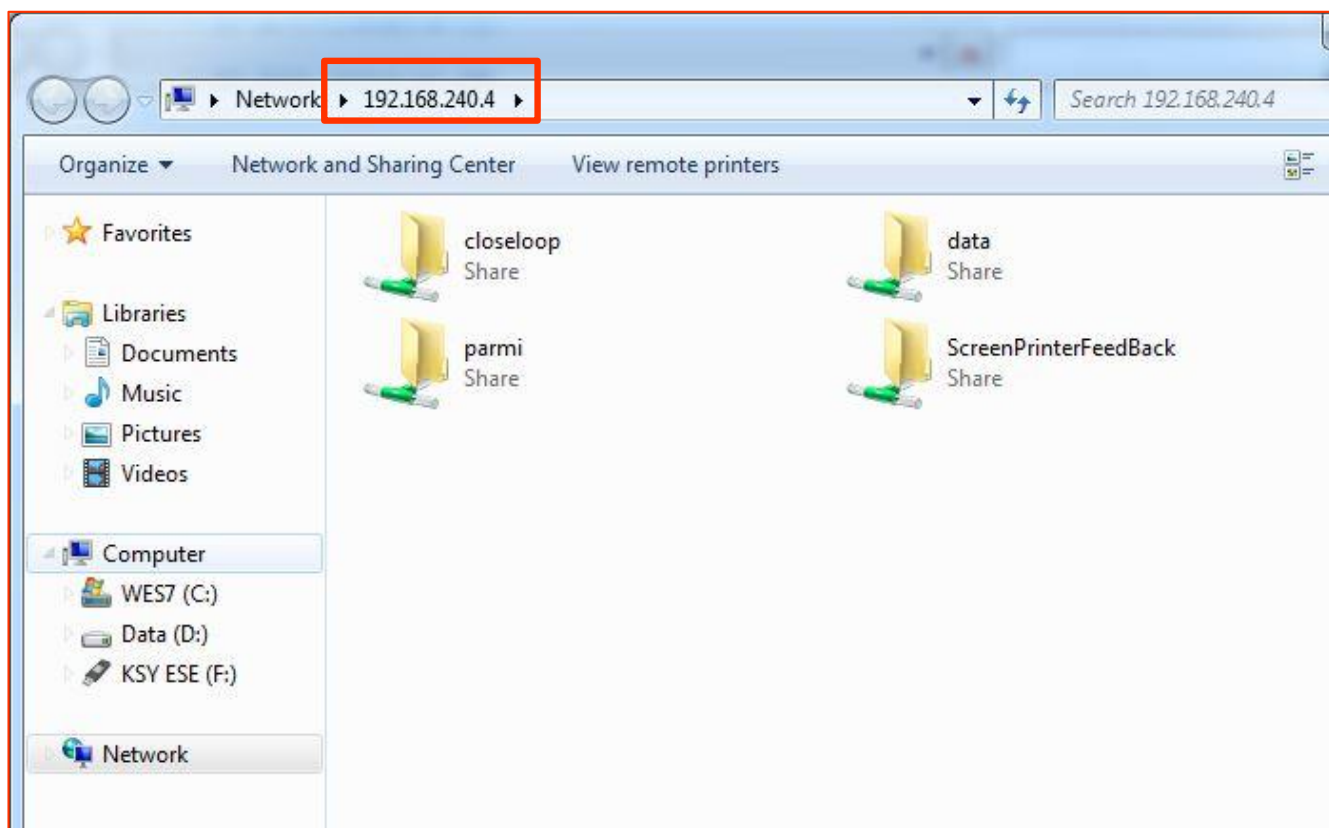 Network 192.168.240.4
Search 192.168.240.4
Organize Network and Sharing Center View remote printers
Favorites
Libraries
Documents
Music
Pictures
Videos
Computer
WES7 (C:)
Data (D:)
KSY ESE (F:)
Network
closeloop
Share
data
Share
parmi
Share
ScreenPrinterFeedBack
Share